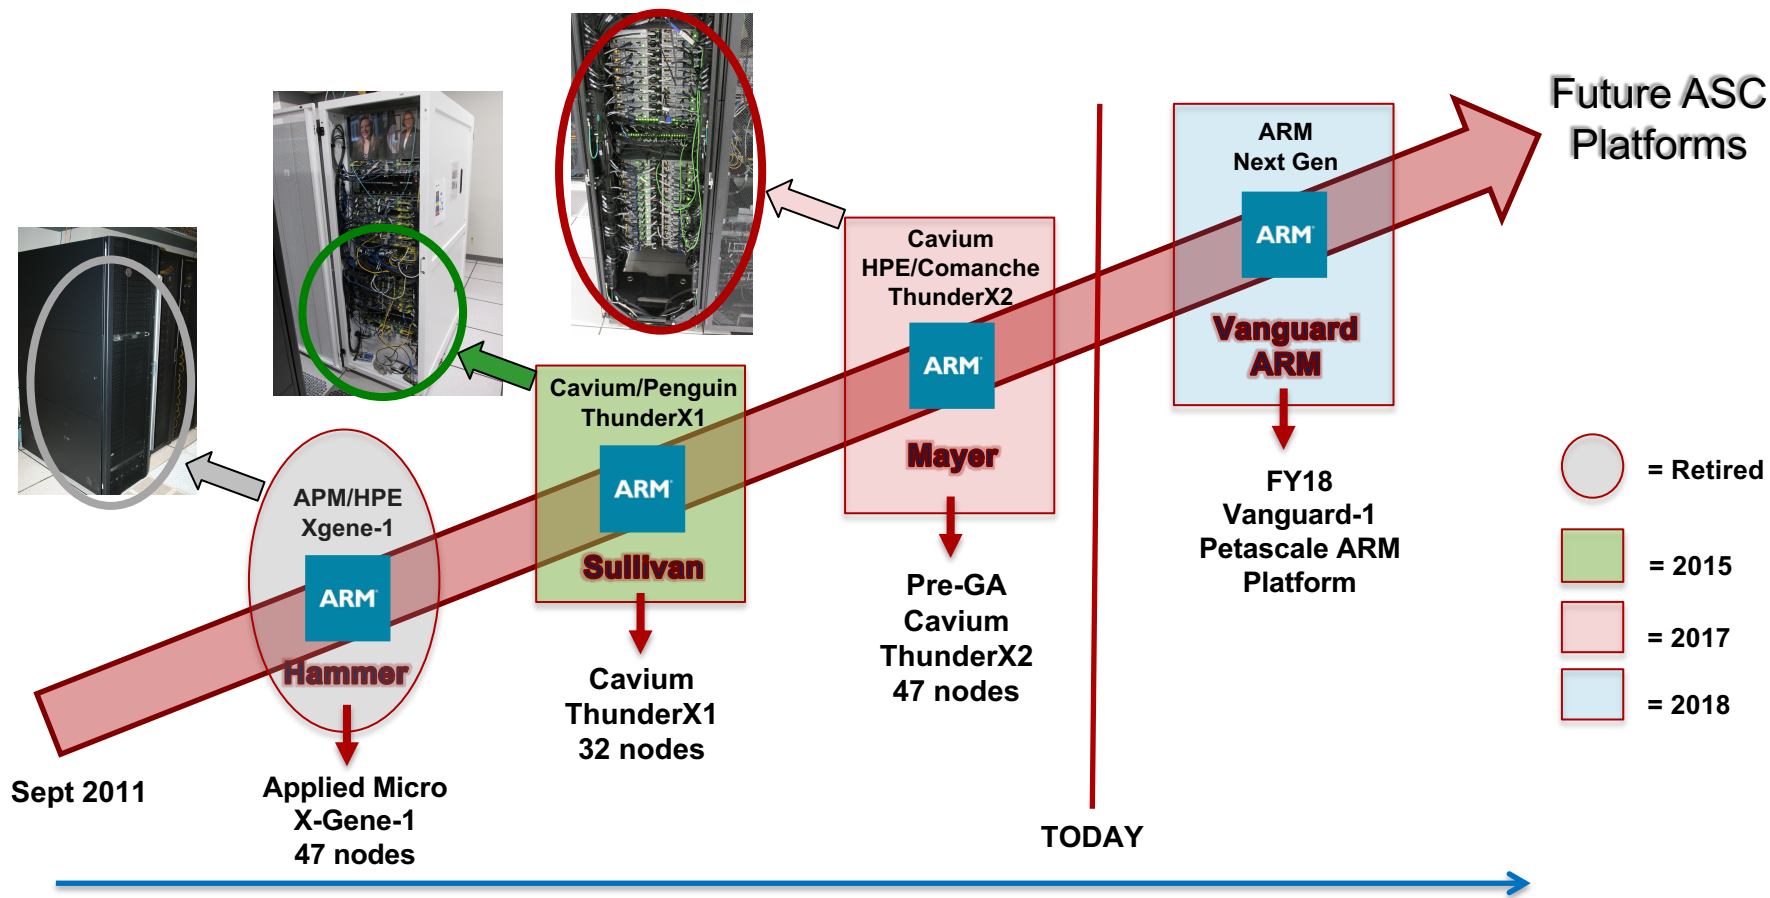 Future ASC
Platforms
ARM
Next Gen
ARM
Vanguard
ARM
FY18
Vanguard-1
Petascale ARM
Platform
Cavium
HPE/Comanche
ThunderX2
ARM
Mayer
Pre-GA
Cavium
ThunderX2
47 nodes
Cavium/Penguin
ThunderX1
ARM
Sullivan
Cavium
ThunderX1
32 nodes
APM/HPE
Xgene-1
ARM
Hammer
Applied Micro
X-Gene-1
47 nodes
Sept 2011
TODAY
= Retired
= 2015
= 2017
= 2018